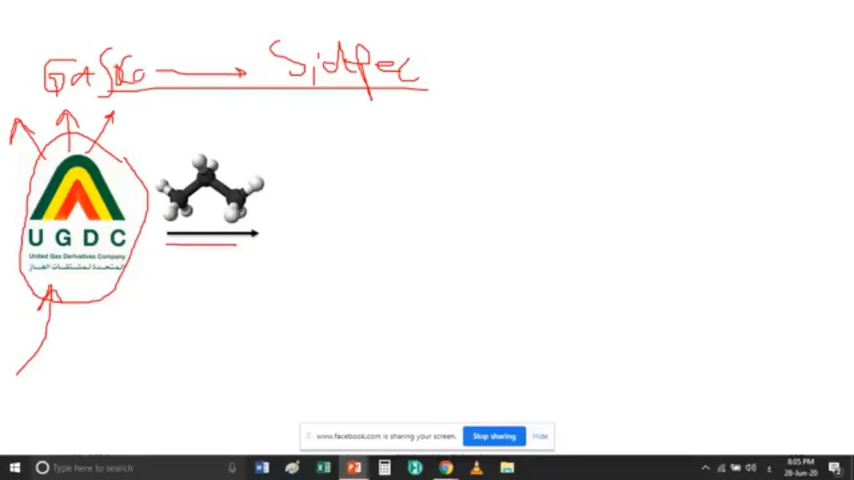 GASCO → Sidpec
UGDC
United Gas Derivatives Company
المتحدة لمشتقات الغاز
www.facebook.com is sharing your screen.
Stop sharing
Hide
Type here to search
8:05 PM
28-Jun-20